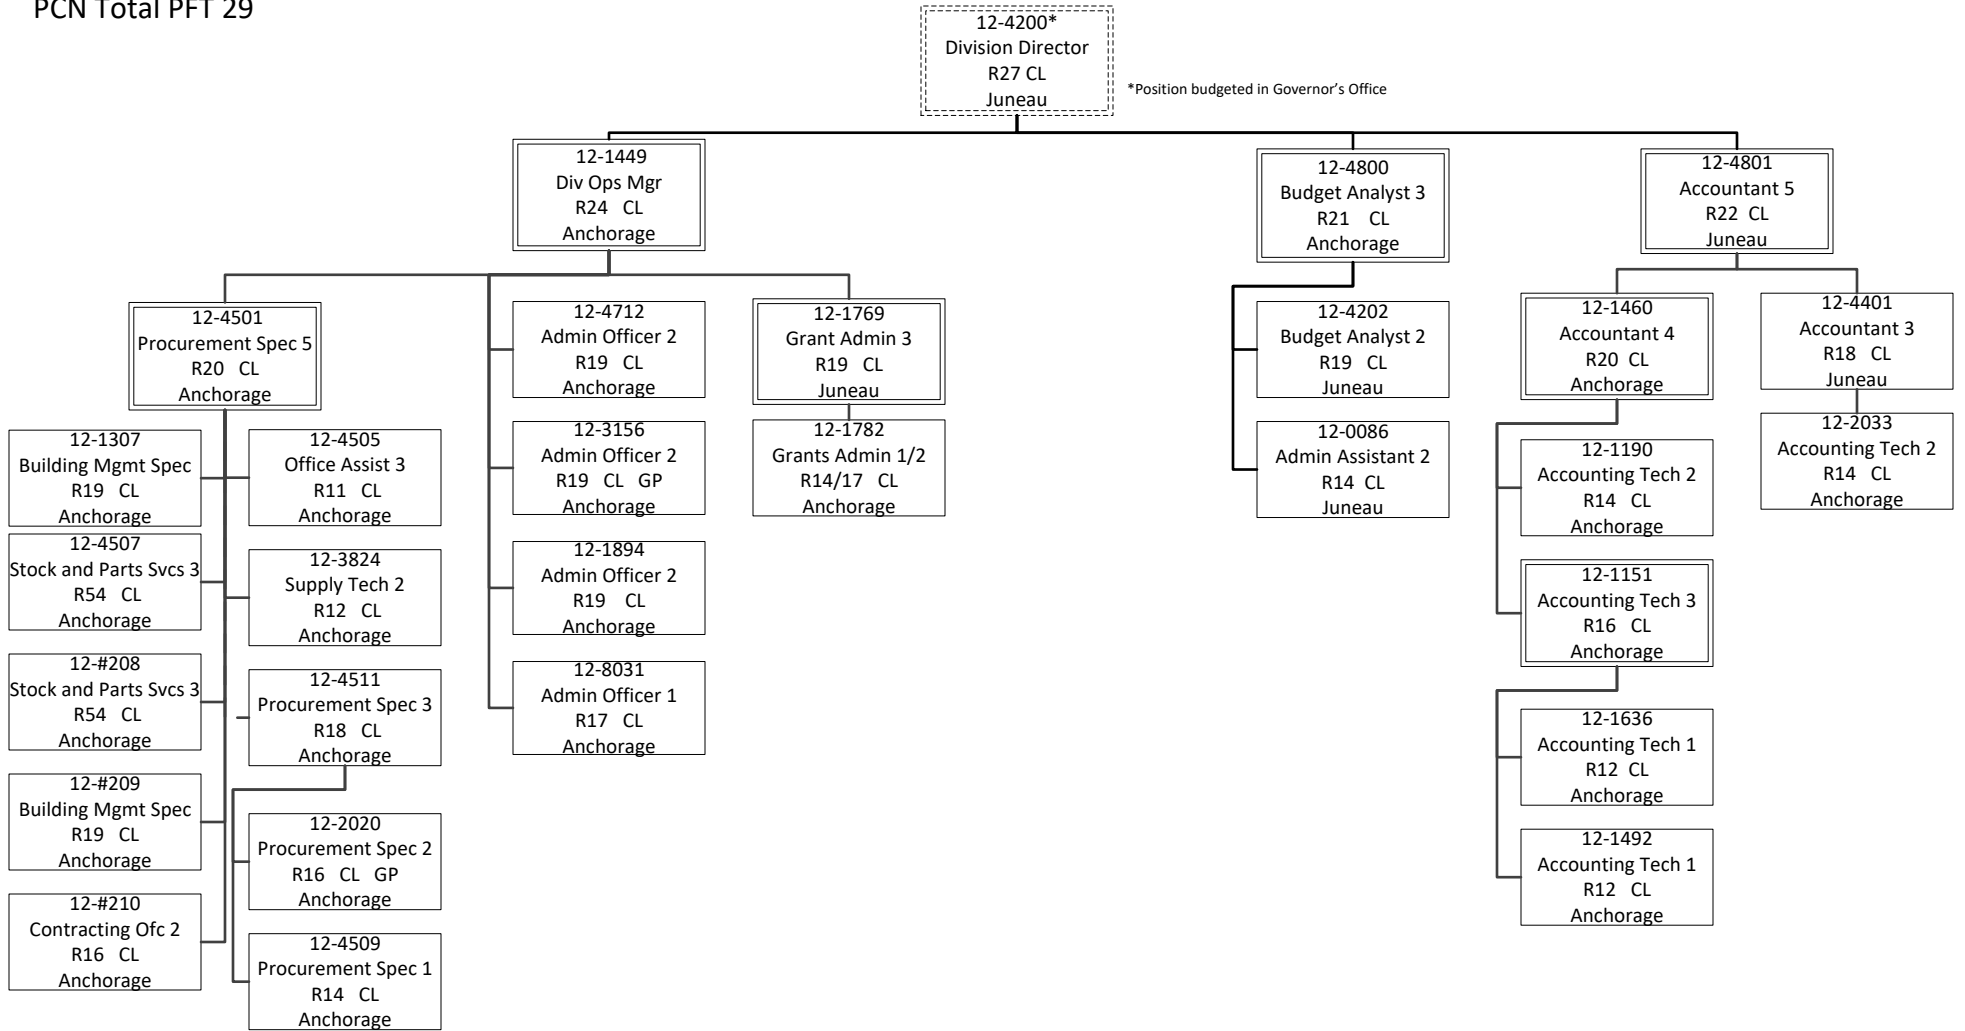 PCN Total PFT 29
12-4200*
Division Director
R27 CL
Juneau
*Position budgeted in Governor's Office
12-1449
Div Ops Mgr
R24 CL
Anchorage
12-4800
Budget Analyst 3
R21 CL
Anchorage
12-4801
Accountant 5
R22 CL
Juneau
12-4501
Procurement Spec 5
R20 CL
Anchorage
12-1307
Building Mgmt Spec
R19 CL
Anchorage
12-4507
Stock and Parts Svcs 3
R54 CL
Anchorage
12-#208
Stock and Parts Svcs 3
R54 CL
Anchorage
12-#209
Building Mgmt Spec
R19 CL
Anchorage
12-#210
Contracting Ofc 2
R16 CL
Anchorage
12-4505
Office Assist 3
R11 CL
Anchorage
12-3824
Supply Tech 2
R12 CL
Anchorage
12-4511
Procurement Spec 3
R18 CL
Anchorage
12-2020
Procurement Spec 2
R16 CL GP
Anchorage
12-4509
Procurement Spec 1
R14 CL
Anchorage
12-4712
Admin Officer 2
R19 CL
Anchorage
12-3156
Admin Officer 2
R19 CL GP
Anchorage
12-1894
Admin Officer 2
R19 CL
Anchorage
12-8031
Admin Officer 1
R17 CL
Anchorage
12-1769
Grant Admin 3
R19 CL
Juneau
12-1782
Grants Admin 1/2
R14/17 CL
Anchorage
12-4202
Budget Analyst 2
R19 CL
Juneau
12-0086
Admin Assistant 2
R14 CL
Juneau
12-1460
Accountant 4
R20 CL
Anchorage
12-1190
Accounting Tech 2
R14 CL
Anchorage
12-1151
Accounting Tech 3
R16 CL
Anchorage
12-1636
Accounting Tech 1
R12 CL
Anchorage
12-1492
Accounting Tech 1
R12 CL
Anchorage
12-4401
Accountant 3
R18 CL
Juneau
12-2033
Accounting Tech 2
R14 CL
Anchorage